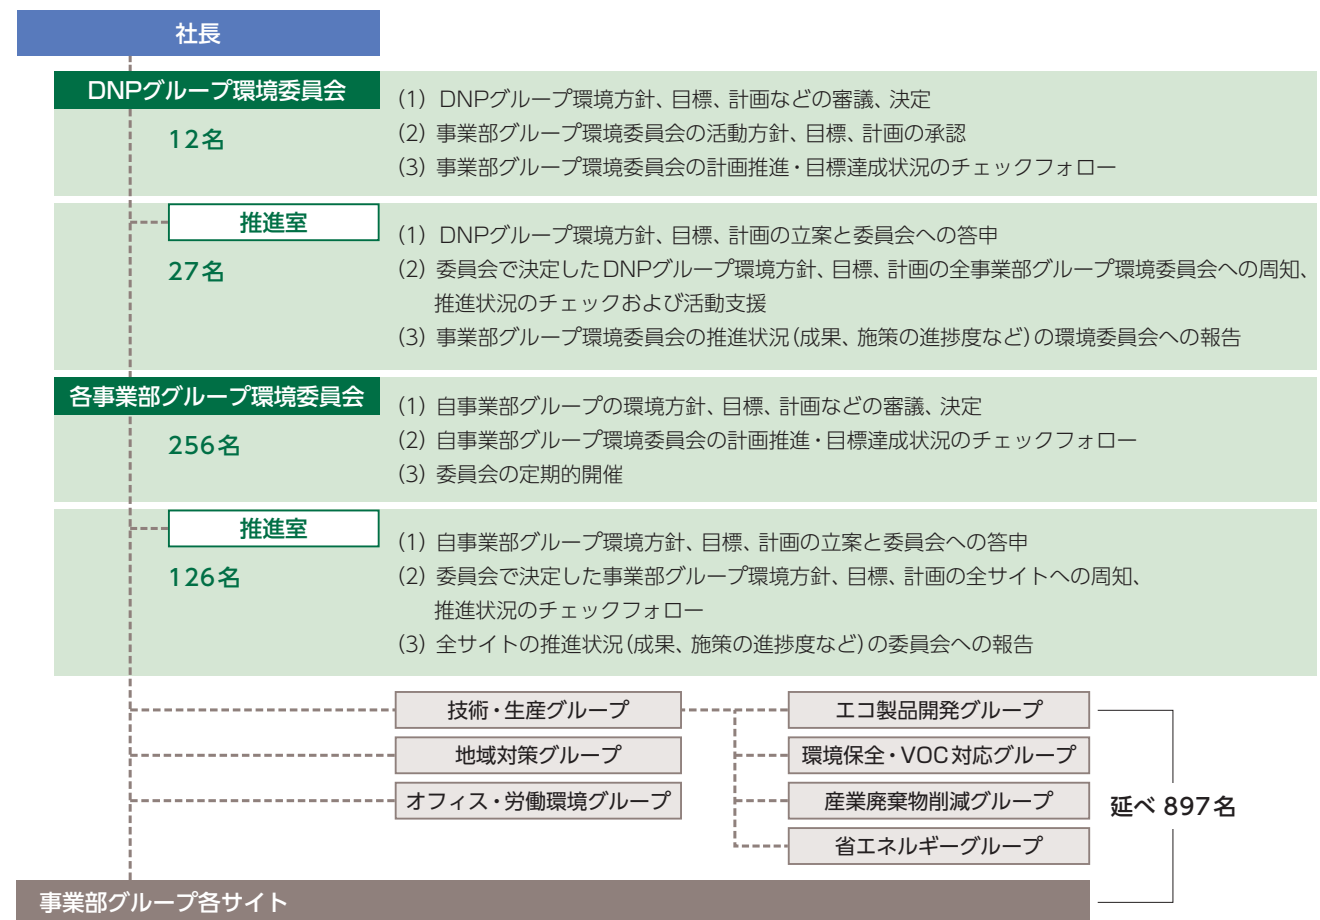 社長
DNPグループ環境委員会
12名
(1) DNPグループ環境方針、目標、計画などの審議、決定
(2) 事業部グループ環境委員会の活動方針、目標、計画の承認
(3) 事業部グループ環境委員会の計画推進・目標達成状況のチェックフォロー
推進室
27名
(1) DNPグループ環境方針、目標、計画の立案と委員会への答申
(2) 委員会で決定したDNPグループ環境方針、目標、計画の全事業部グループ環境委員会への周知、
推進状況のチェックおよび活動支援
(3) 事業部グループ環境委員会の推進状況(成果、施策の進捗度など)の環境委員会への報告
各事業部グループ環境委員会
256名
(1) 自事業部グループの環境方針、目標、計画などの審議、決定
(2) 自事業部グループ環境委員会の計画推進・目標達成状況のチェックフォロー
(3) 委員会の定期的開催
推進室
126名
(1) 自事業部グループ環境方針、目標、計画の立案と委員会への答申
(2) 委員会で決定した事業部グループ環境方針、目標、計画の全サイトへの周知、
推進状況のチェックフォロー
(3) 全サイトの推進状況(成果、施策の進捗度など)の委員会への報告
技術・生産グループ
地域対策グループ
オフィス・労働環境グループ
エコ製品開発グループ
環境保全・VOC対応グループ
産業廃棄物削減グループ
省エネルギーグループ
延べ 897名
事業部グループ各サイト